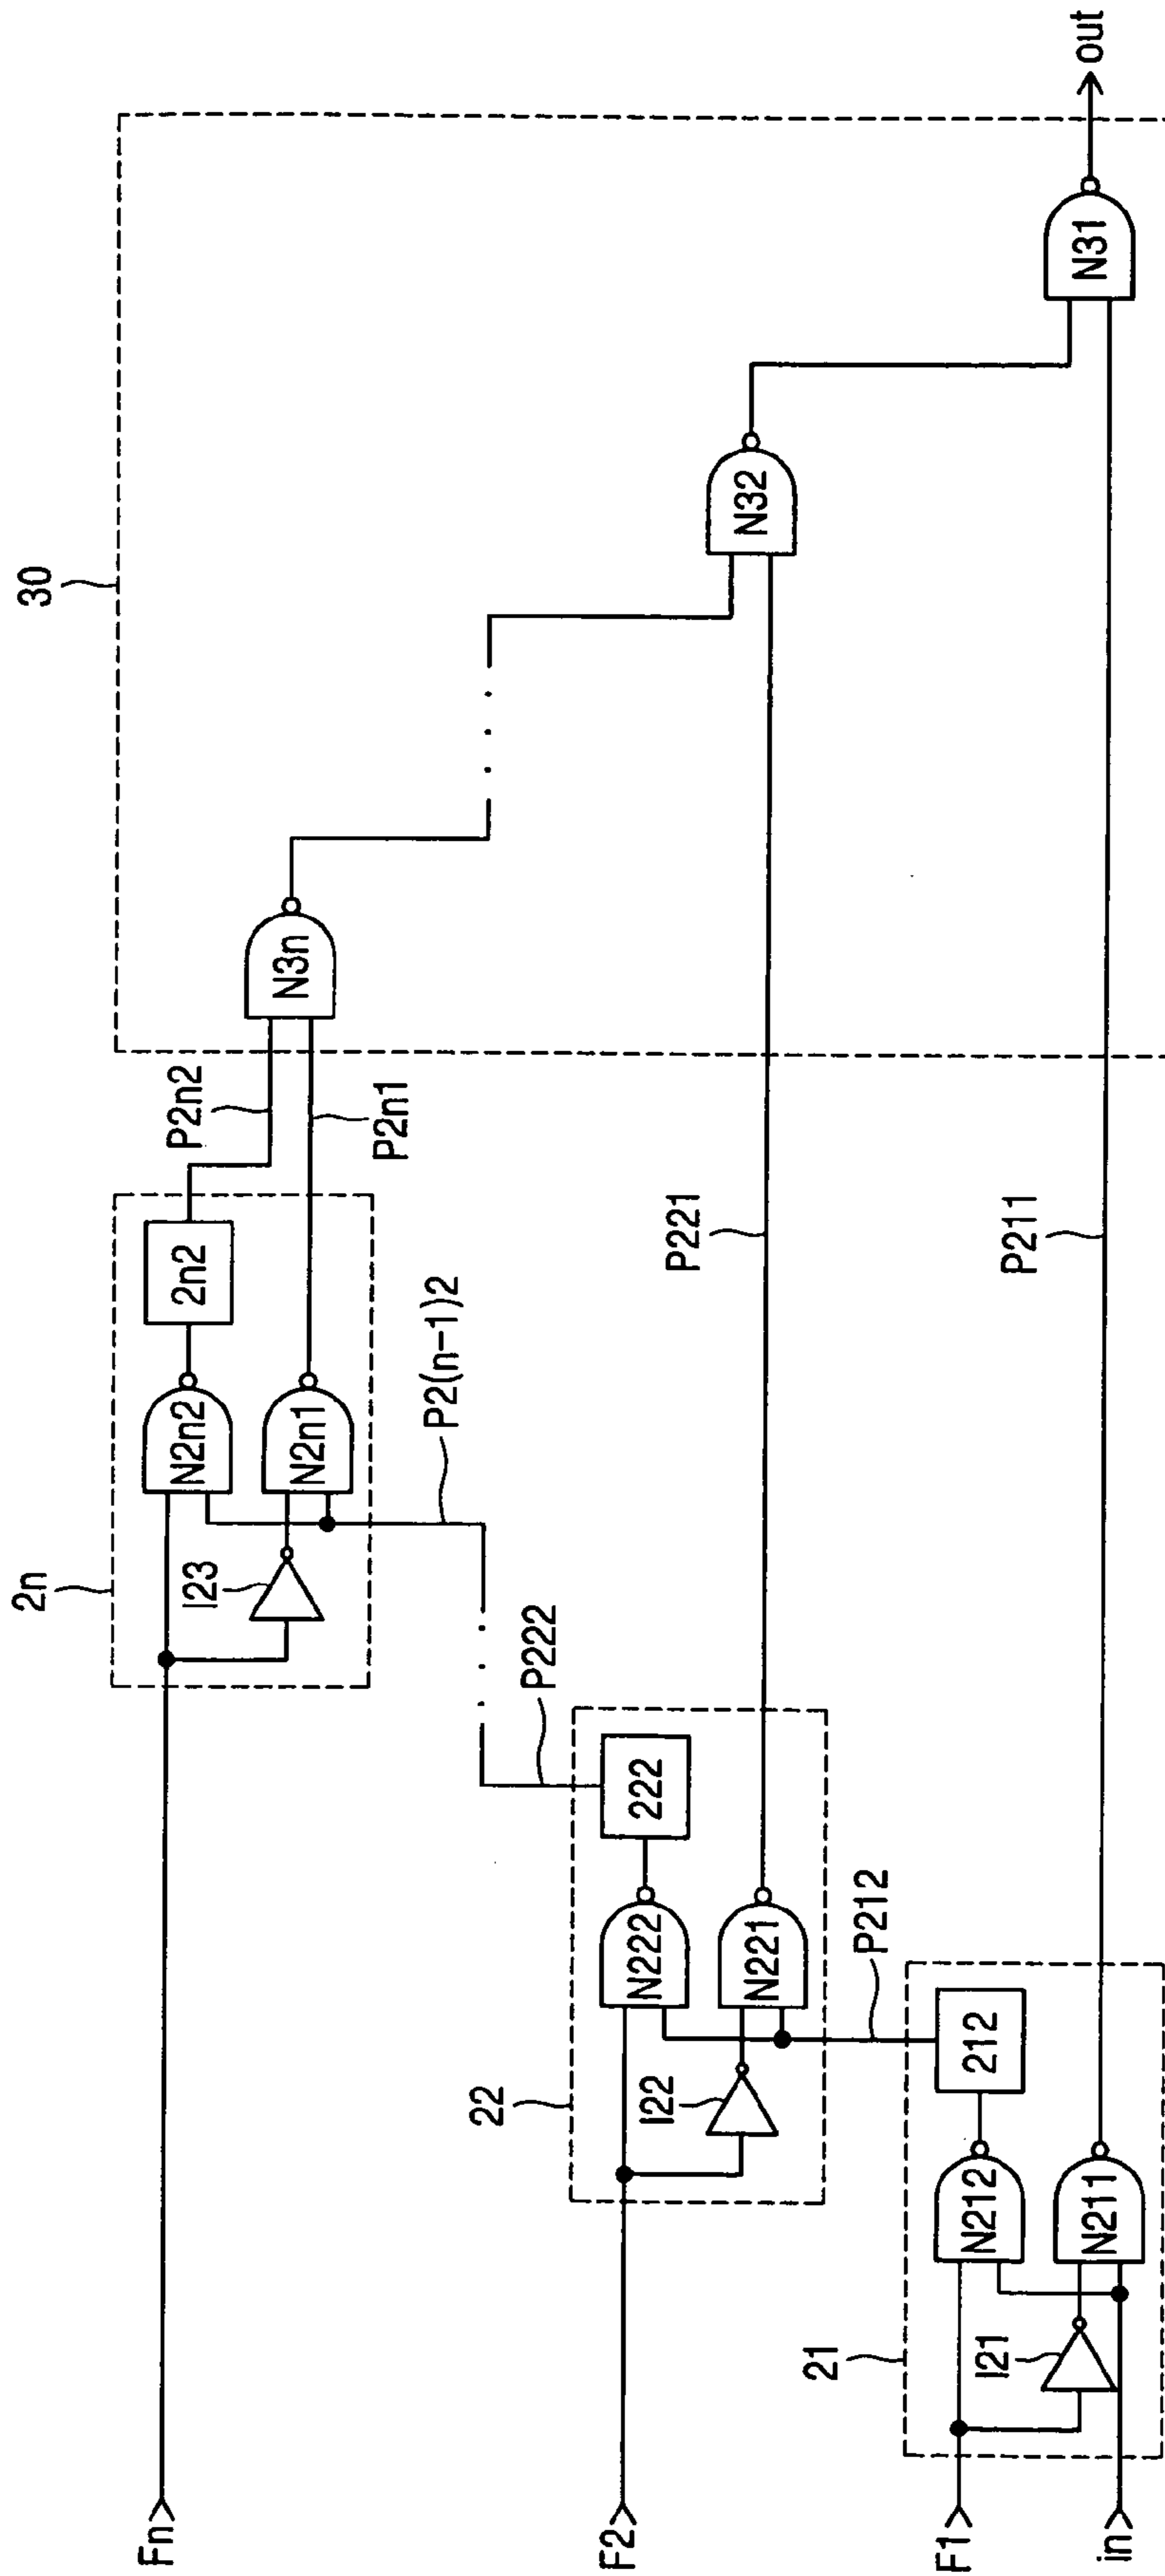 Fn
2n
I23
N2n2
N2n1
2n2
P2n2
P2n1
P2(n-1)2
30
N3n
F2
22
I22
N222
N221
222
P222
P221
N32
F1
in
21
I21
N212
N211
212
P212
P211
N31
out